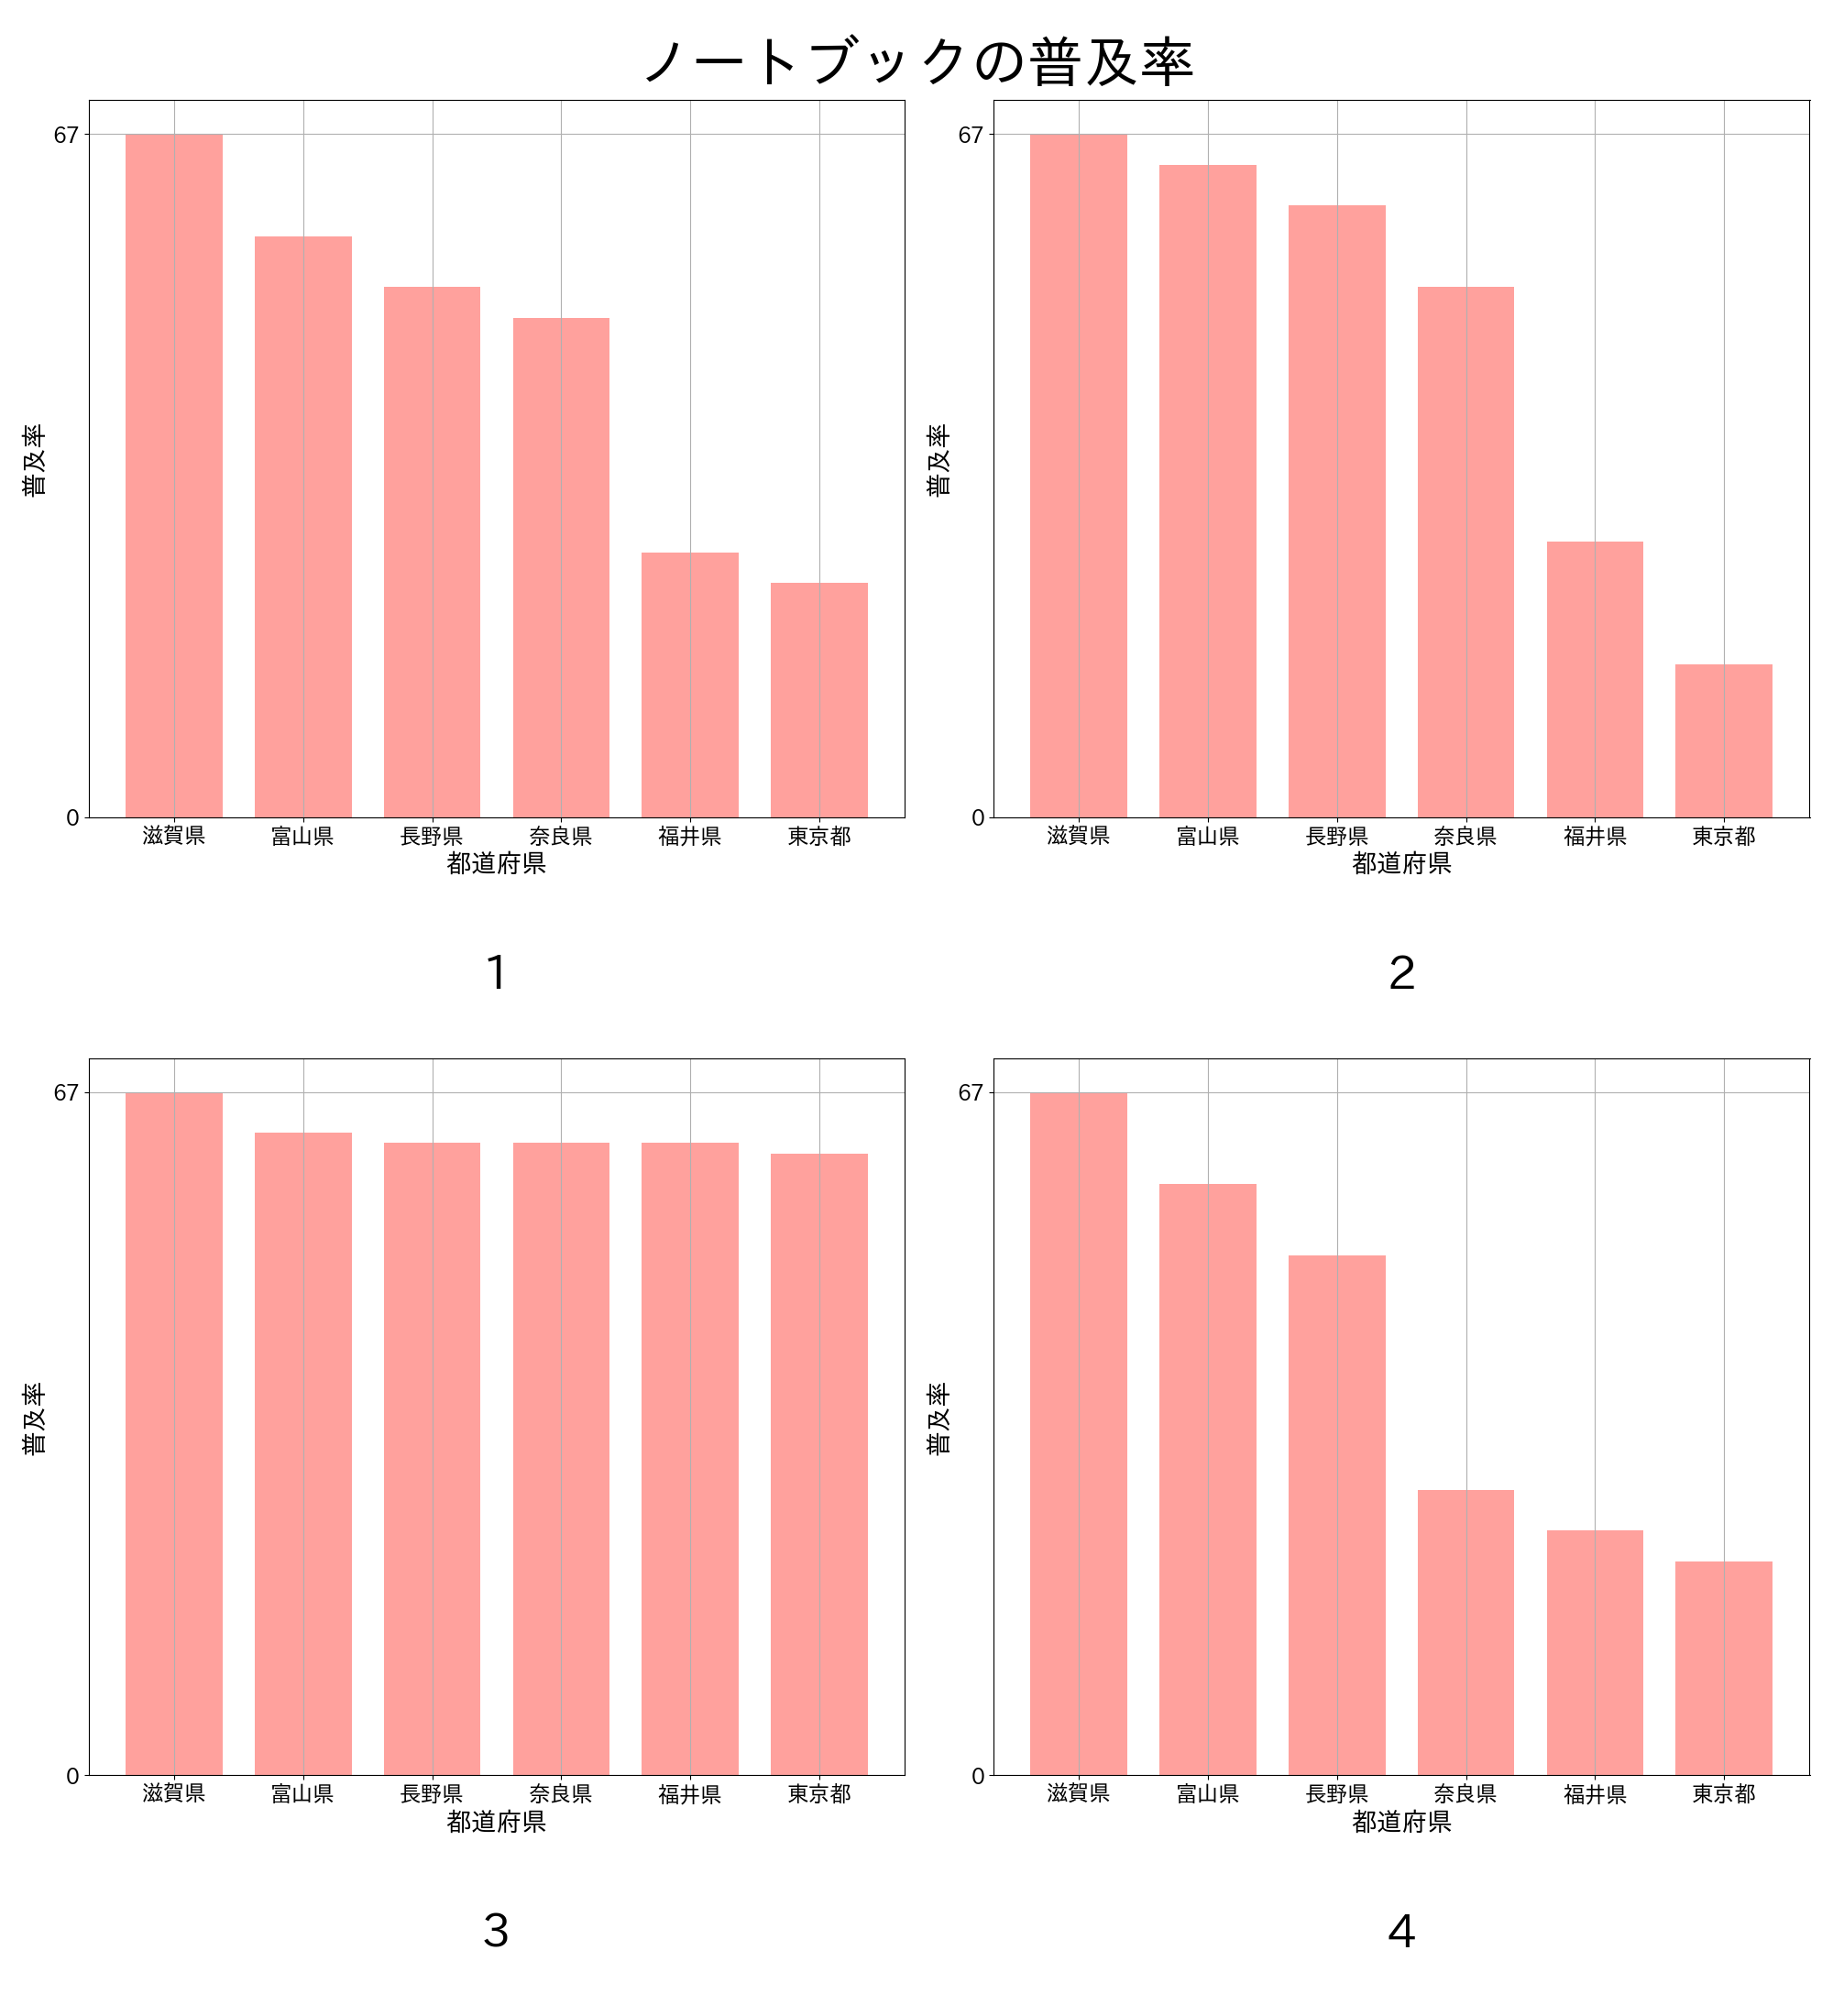 ノートブックの普及率
67
0
普及率
滋賀県 富山県 長野県 奈良県 福井県 東京都
都道府県
1
67
0
普及率
滋賀県 富山県 長野県 奈良県 福井県 東京都
都道府県
2
67
0
普及率
滋賀県 富山県 長野県 奈良県 福井県 東京都
都道府県
3
67
0
普及率
滋賀県 富山県 長野県 奈良県 福井県 東京都
都道府県
4